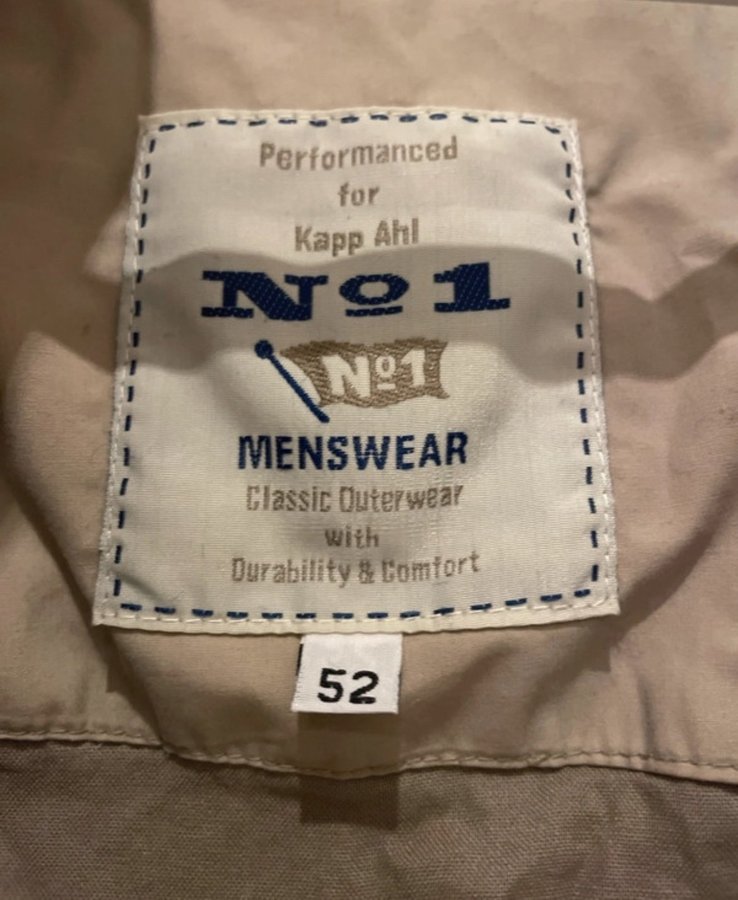 Performanced
for
Kapp Ahl
Nº1
Nº1
MENSWEAR
Classic Outerwear
with
Durability & Comfort
52